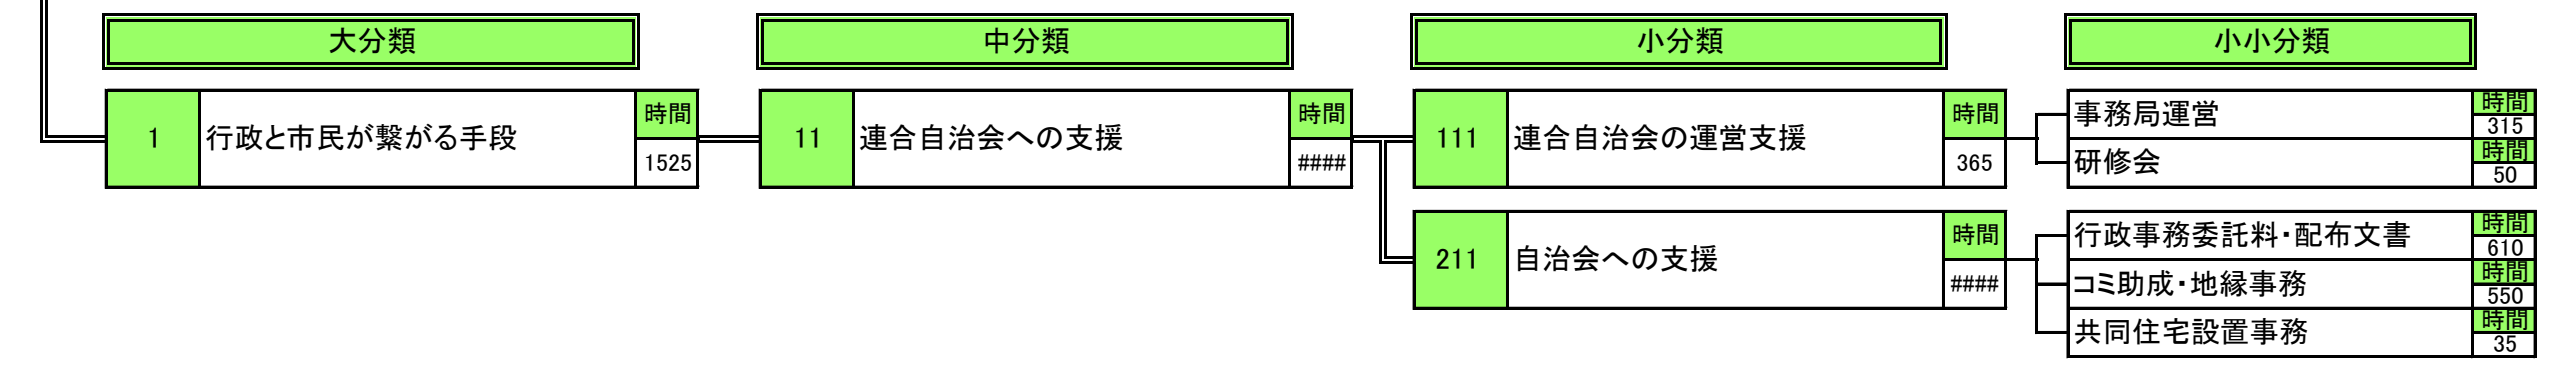 大分類 中分類 小分類 小小分類
1 行政と市民が繋がる手段 時間 1525
11 連合自治会への支援 時間 ####
111 連合自治会の運営支援 時間 365
事務局運営 時間 315
研修会 時間 50
211 自治会への支援 時間 ####
行政事務委託料・配布文書 時間 610
コミ助成・地縁事務 時間 550
共同住宅設置事務 時間 35